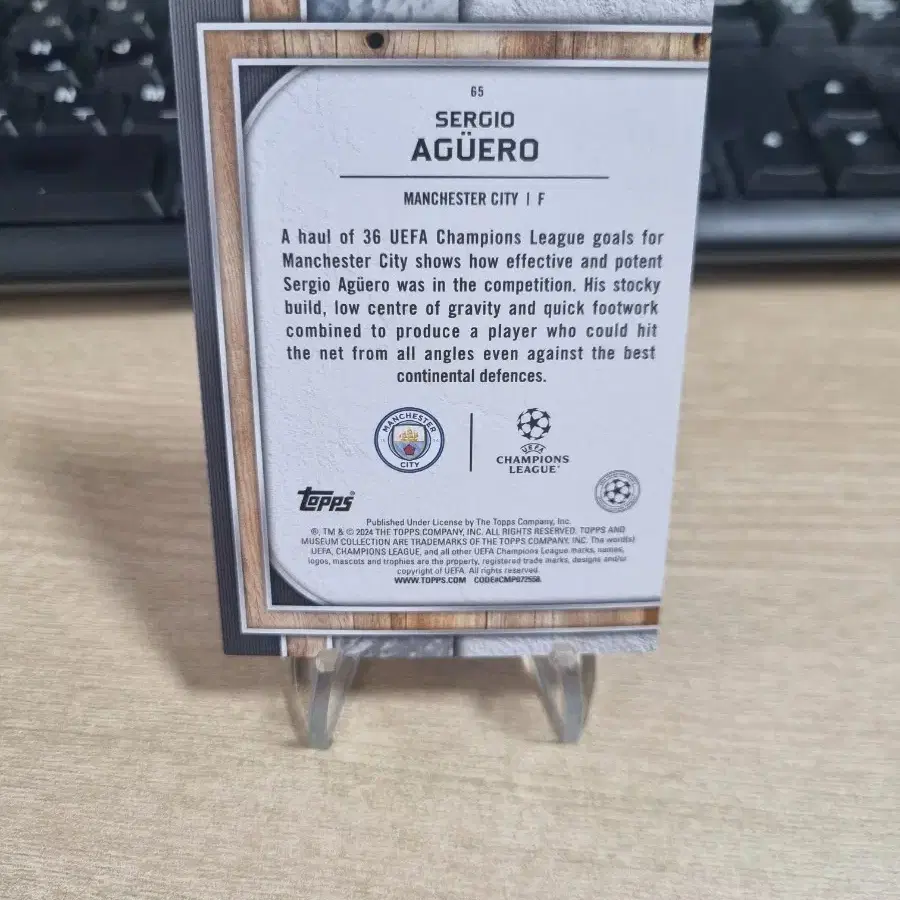 65
SERGIO
AGÜERO
MANCHESTER CITY | F
A haul of 36 UEFA Champions League goals for
Manchester City shows how effective and potent
Sergio Agüero was in the competition. His stocky
build, low centre of gravity and quick footwork
combined to produce a player who could hit
the net from all angles even against the best
continental defences.
MANCHESTER
CITY
UEFA
CHAMPIONS
LEAGUE
topps
Published Under License by The Topps Company, Inc.
®, TM & © 2024 THE TOPPS COMPANY, INC. ALL RIGHTS RESERVED. TOPPS AND
MUSEUM COLLECTION ARE TRADEMARKS OF THE TOPPS COMPANY, INC. The word(s)
UEFA, CHAMPIONS LEAGUE, and all other UEFA Champions League marks, names,
logos, mascots and trophies are the property, registered trade marks, designs and/or
copyright of UEFA. All rights reserved.
WWW.TOPPS.COM CODE#CMP072558